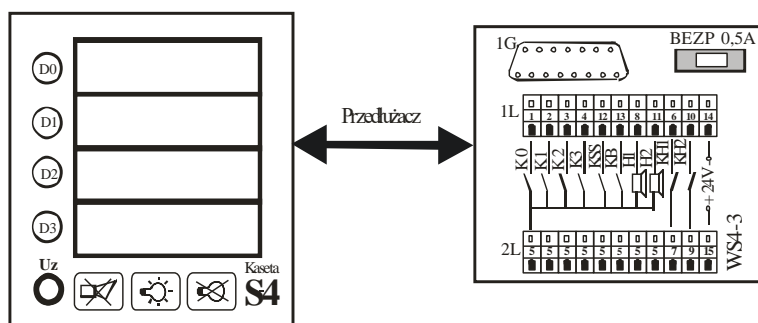 D0
D1
D2
D3
Uz
Kaseta
S4
Przedłużacz
1G
BEZP 0,5A
1L
1 2 3 4 12 13 8 11 6 10 14
K0 K1 K2 K3 KSS KB H1 H2 KH1 KH2
+ 24V -
2L
5 5 5 5 5 5 5 5 7 9 15
WS4-3